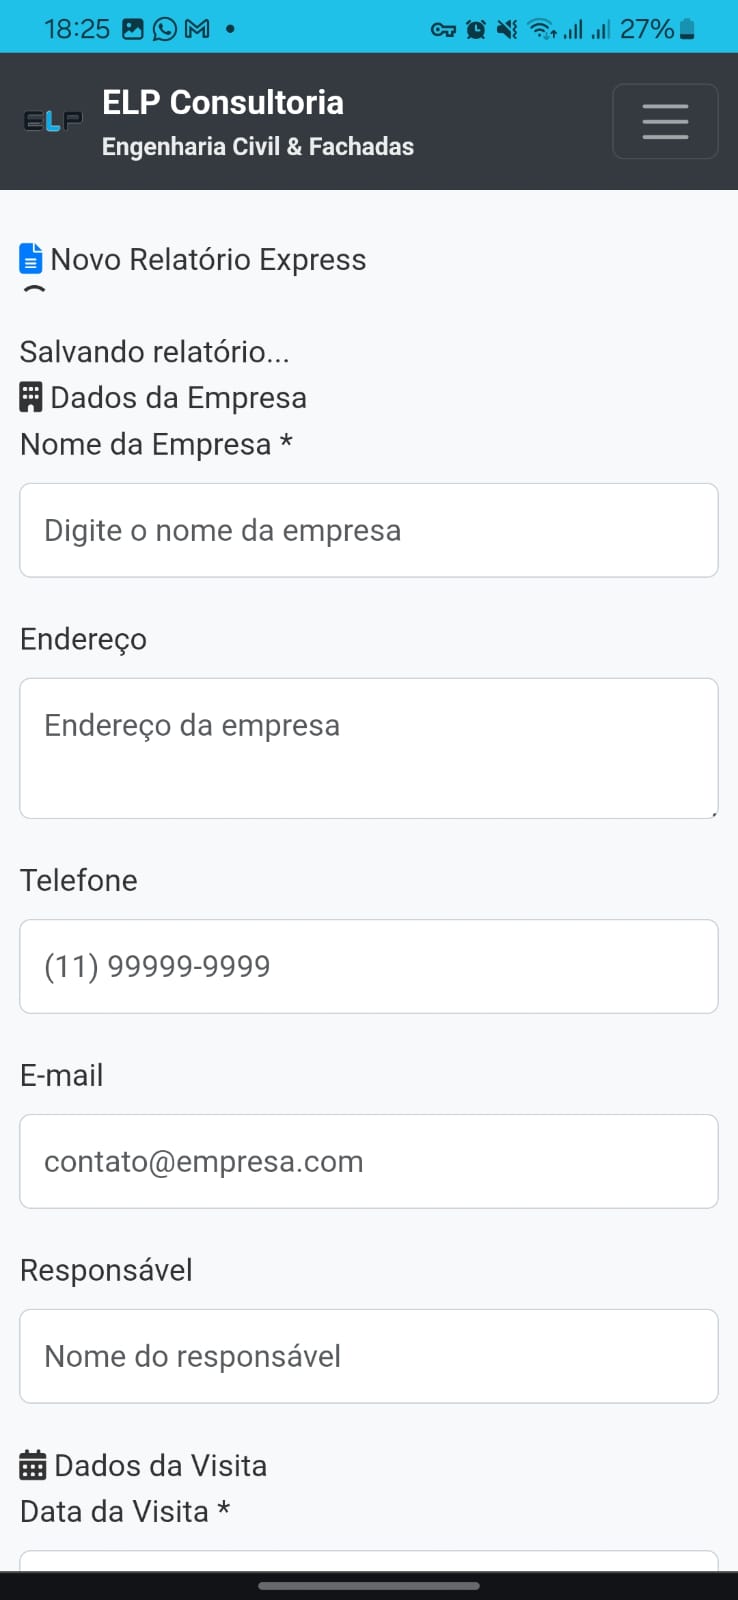 18:25
27%
ELP
ELP Consultoria
Engenharia Civil & Fachadas
Novo Relatório Express
Salvando relatório...
Dados da Empresa
Nome da Empresa *
Digite o nome da empresa
Endereço
Endereço da empresa
Telefone
(11) 99999-9999
E-mail
contato@empresa.com
Responsável
Nome do responsável
Dados da Visita
Data da Visita *